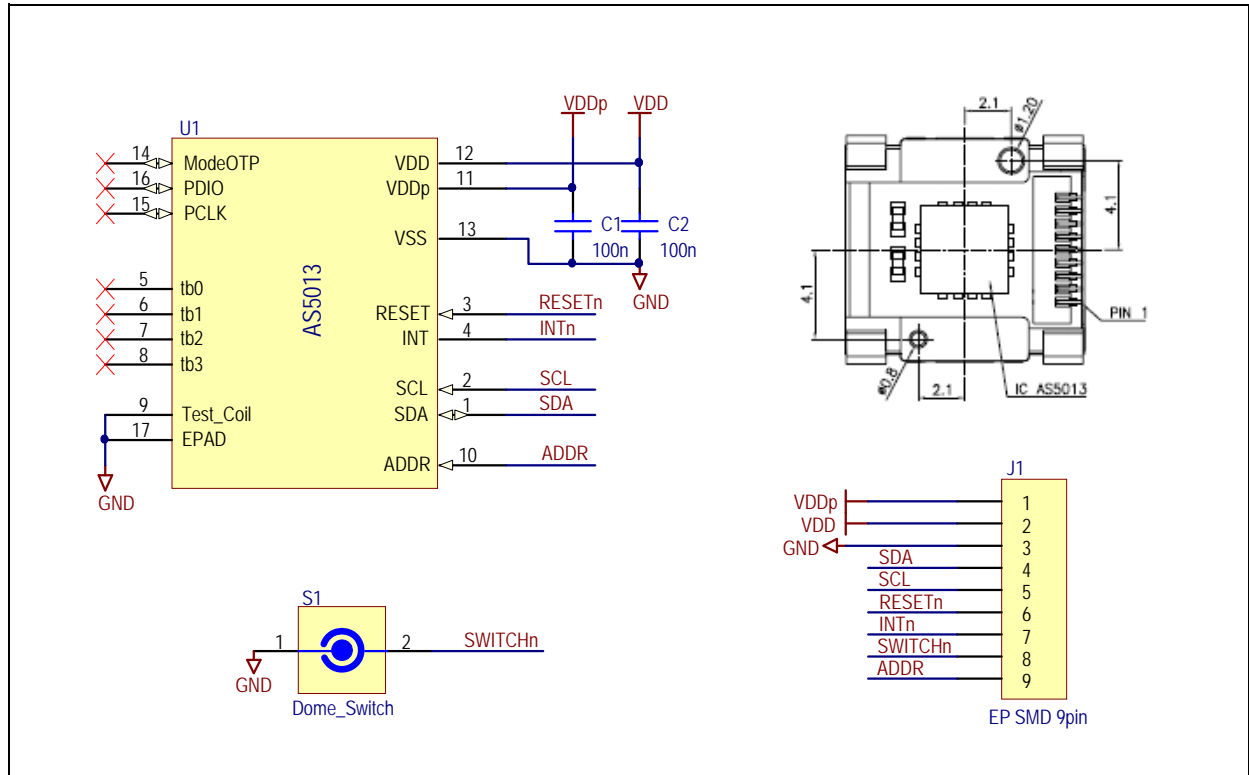 U1
14 ModeOTP
16 PDIO
15 PCLK
5 tb0
6 tb1
7 tb2
8 tb3
9 Test_Coil
17 EPAD
GND
AS5013
VDDp VDD
VDD 12
VDDp 11
VSS 13
C1 100n
C2 100n
GND
RESET 3 RESETn
INT 4 INTn
SCL 2 SCL
SDA 1 SDA
ADDR 10 ADDR
2.1
ø1.20
4.1
4.1
PIN 1
ø0.8
2.1
IC AS5013
S1
1 2 SWITCHn
GND
Dome_Switch
J1
VDDp 1
VDD 2
GND 3
SDA 4
SCL 5
RESETn 6
INTn 7
SWITCHn 8
ADDR 9
EP SMD 9pin